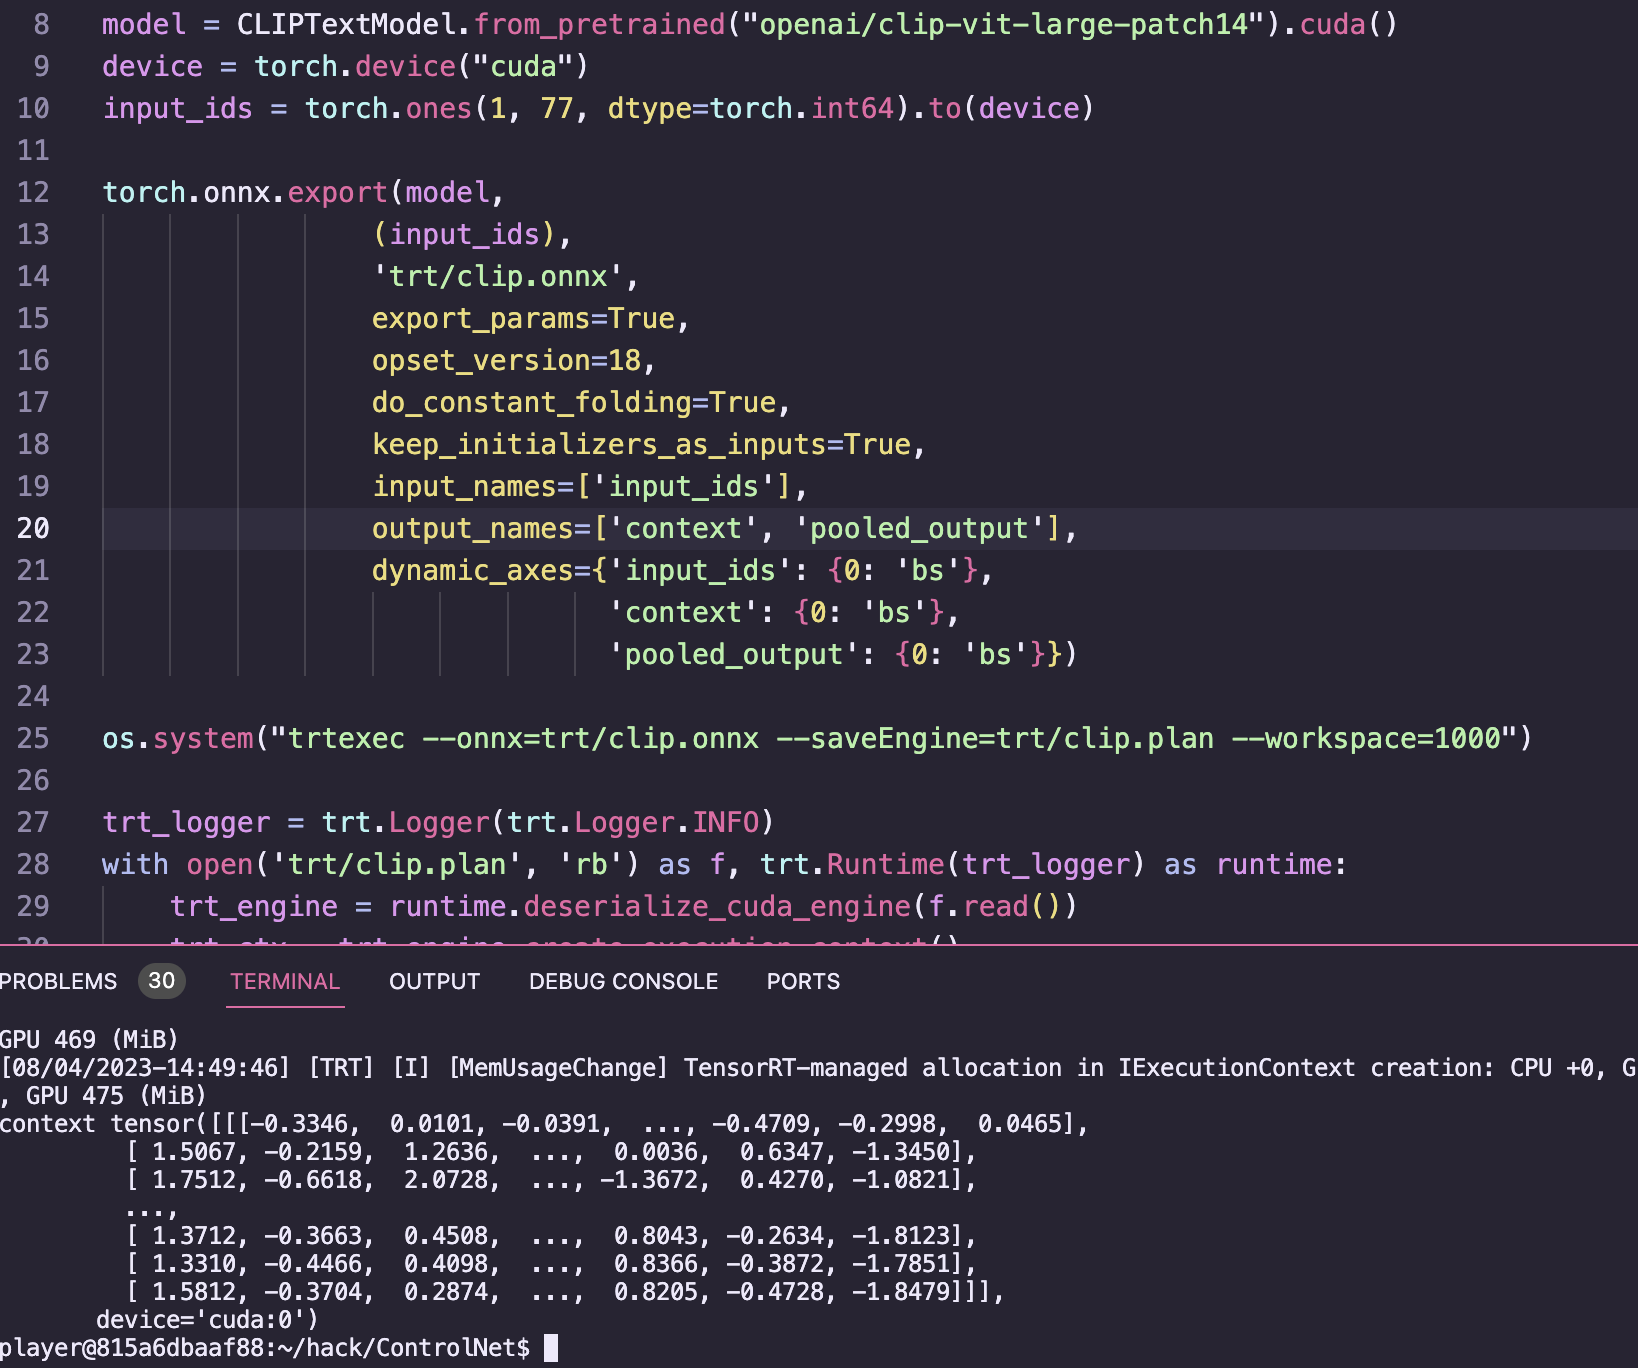 8 model = CLIPTextModel.from_pretrained("openai/clip-vit-large-patch14").cuda()
9 device = torch.device("cuda")
10 input_ids = torch.ones(1, 77, dtype=torch.int64).to(device)
11
12 torch.onnx.export(model,
13 (input_ids),
14 'trt/clip.onnx',
15 export_params=True,
16 opset_version=18,
17 do_constant_folding=True,
18 keep_initializers_as_inputs=True,
19 input_names=['input_ids'],
20 output_names=['context', 'pooled_output'],
21 dynamic_axes={'input_ids': {0: 'bs'},
22 'context': {0: 'bs'},
23 'pooled_output': {0: 'bs'}})
24
25 os.system("trtexec --onnx=trt/clip.onnx --saveEngine=trt/clip.plan --workspace=1000")
26
27 trt_logger = trt.Logger(trt.Logger.INFO)
28 with open('trt/clip.plan', 'rb') as f, trt.Runtime(trt_logger) as runtime:
29 trt_engine = runtime.deserialize_cuda_engine(f.read())
30 trt_ctx = trt_engine.create_execution_context()
PROBLEMS 30 TERMINAL OUTPUT DEBUG CONSOLE PORTS
GPU 469 (MiB)
[08/04/2023-14:49:46] [TRT] [I] [MemUsageChange] TensorRT-managed allocation in IExecutionContext creation: CPU +0, G
, GPU 475 (MiB)
context tensor([[[-0.3346, 0.0101, -0.0391, ..., -0.4709, -0.2998, 0.0465],
[ 1.5067, -0.2159, 1.2636, ..., 0.0036, 0.6347, -1.3450],
[ 1.7512, -0.6618, 2.0728, ..., -1.3672, 0.4270, -1.0821],
...,
[ 1.3712, -0.3663, 0.4508, ..., 0.8043, -0.2634, -1.8123],
[ 1.3310, -0.4466, 0.4098, ..., 0.8366, -0.3872, -1.7851],
[ 1.5812, -0.3704, 0.2874, ..., 0.8205, -0.4728, -1.8479]]],
device='cuda:0')
player@815a6dbaaf88:~/hack/ControlNet$